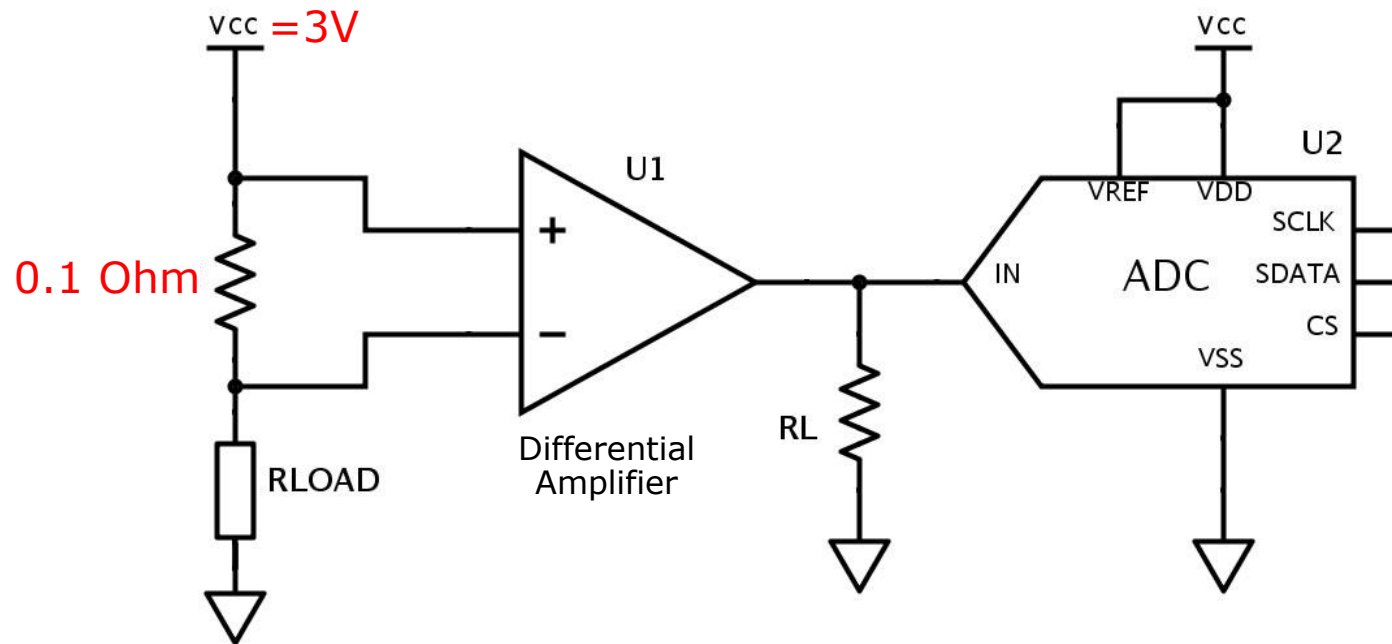 Vcc =3V
Vcc
U1
U2
VREF
VDD
SCLK
0.1 Ohm
IN
ADC
SDATA
CS
VSS
RL
Differential
Amplifier
RLOAD